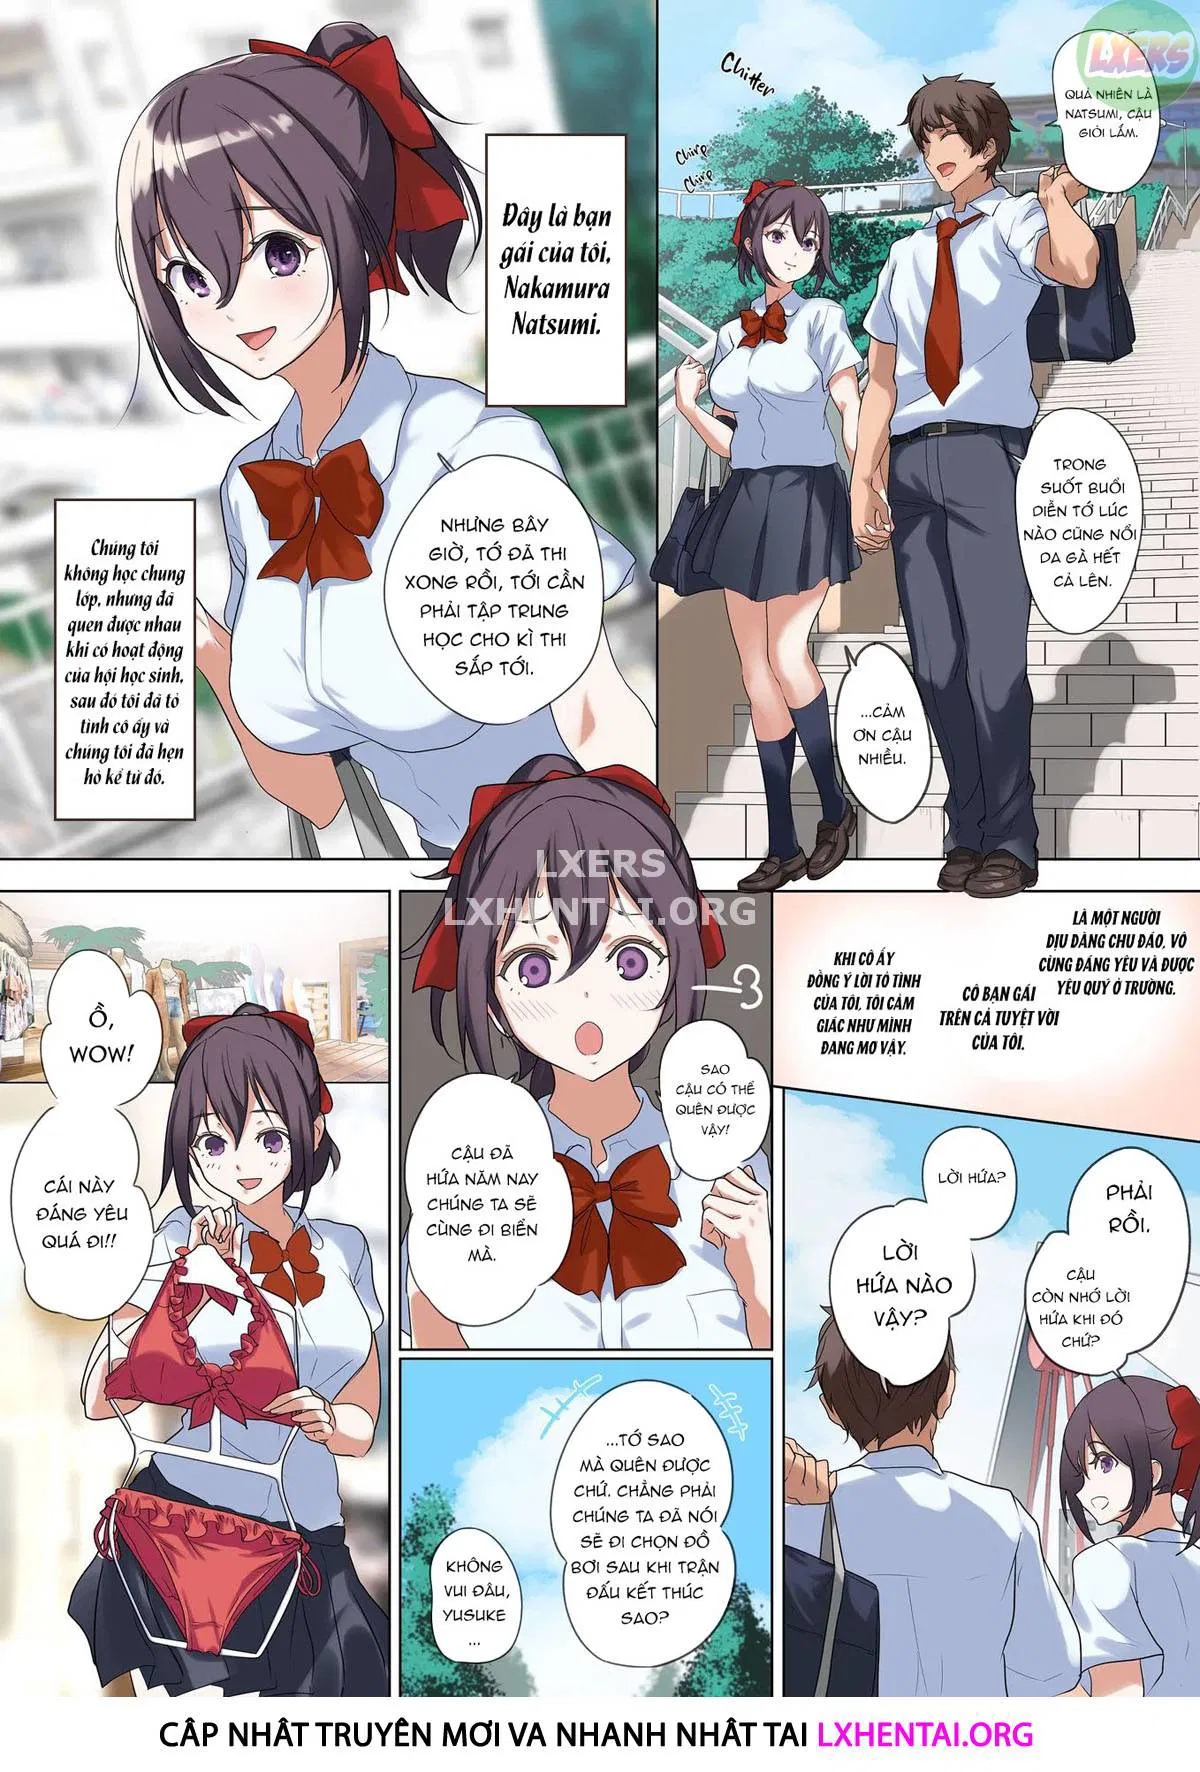 LXERS
QUẢ NHIÊN LÀ
NATSUMI, CẬU
GIỎI LẮM.
Chitter
Chirp
Chirp
TRONG
SUỐT BUỔI
DIỄN TỚ LÚC
NÀO CŨNG NỔI
DA GÀ HẾT
CẢ LÊN.
...CẢM
ƠN CẬU
NHIỀU.
Đây là bạn
gái của tôi,
Nakamura
Natsumi.
NHƯNG BÂY
GIỜ, TỚ ĐÃ THI
XONG RỒI, TỚI CẦN
PHẢI TẬP TRUNG
HỌC CHO KÌ THI
SẮP TỚI.
Chúng tôi
không học chung
lớp, nhưng đã
quen được nhau
khi có hoạt động
của hội học sinh,
sau đó tôi đã tỏ
tình cô ấy và
chúng tôi đã hẹn
hò kể từ đó.
LXERS
LXHENTAI.ORG
LÀ MỘT NGƯỜI
DỊU DÀNG CHU ĐÁO, VÔ
CÙNG ĐÁNG YÊU VÀ ĐƯỢC
YÊU QUÝ Ở TRƯỜNG.
CÔ BẠN GÁI
TRÊN CẢ TUYỆT VỜI
CỦA TÔI.
KHI CÔ ẤY
ĐỒNG Ý LỜI TỎ TÌNH
CỦA TÔI, TÔI CẢM
GIÁC NHƯ MÌNH
ĐANG MƠ VẬY.
PHẢI
RỒI.
CẬU
CÒN NHỚ LỜI
HỨA KHI ĐÓ
CHỨ?
LỜI HỨA?
LỜI
HỨA NÀO
VẬY?
SAO
CẬU CÓ THỂ
QUÊN ĐƯỢC
VẬY!
CẬU ĐÃ
HỨA NĂM NAY
CHÚNG TA SẼ
CÙNG ĐI BIỂN
MÀ.
...TỚ SAO
MÀ QUÊN ĐƯỢC
CHỨ. CHẲNG PHẢI
CHÚNG TA ĐÃ NÓI
SẼ ĐI CHỌN ĐỒ
BƠI SAU KHI TRẬN
ĐẤU KẾT THÚC
SAO?
KHÔNG
VUI ĐÂU,
YUSUKE
...
Ồ,
WOW!
CÁI NÀY
ĐÁNG YÊU
QUÁ ĐI!!
CÂP NHÂT TRUYÊN MƠI VA NHANH NHÂT TAI LXHENTAI.ORG